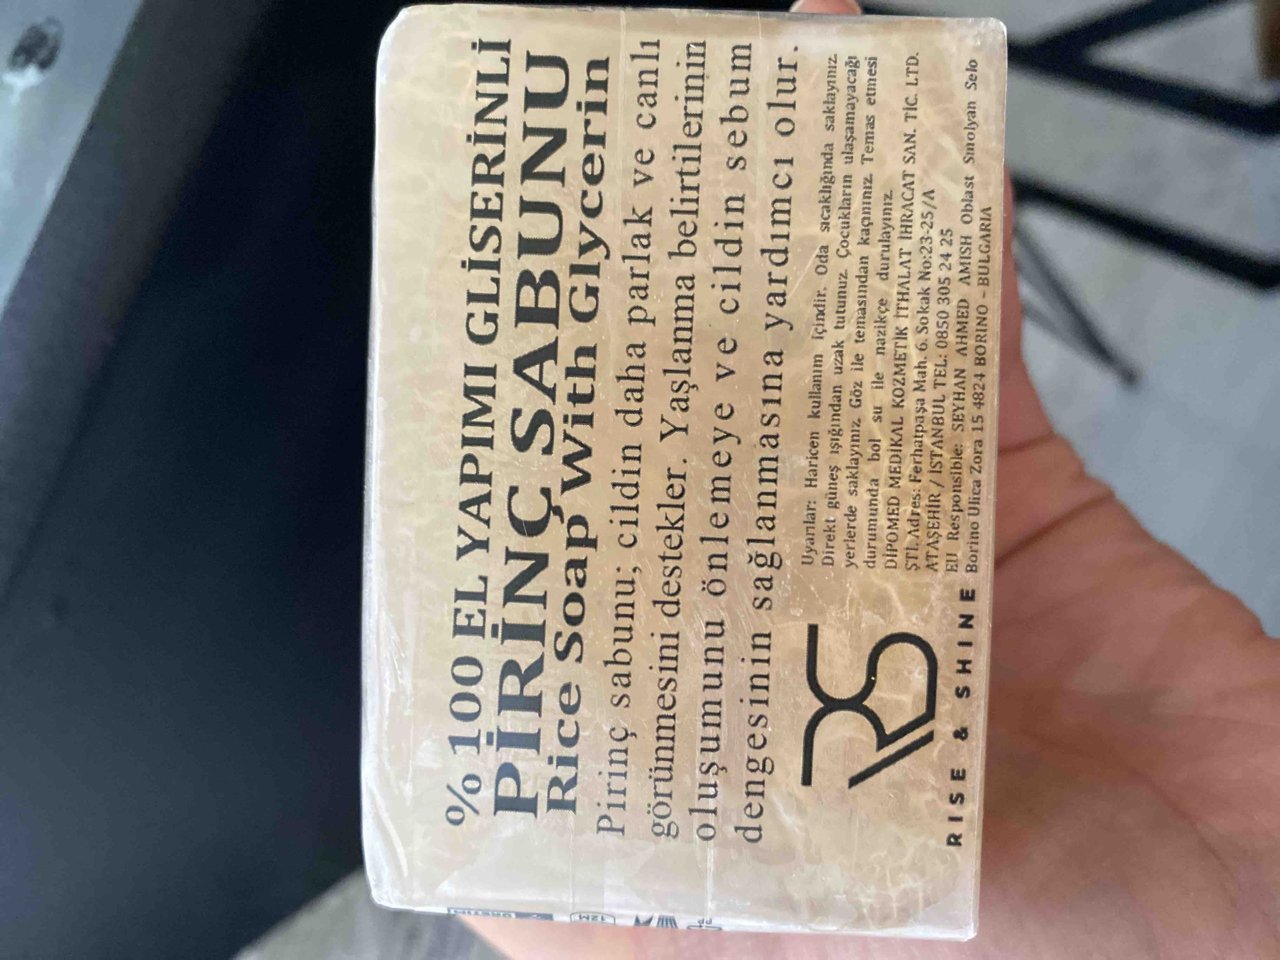 % 100 EL YAPIMI GLİSERİNLİ
PİRİNÇ SABUNU
Rice Soap With Glycerin
Pirinç sabunu; cildin daha parlak ve canlı
görünmesini destekler. Yaşlanma belirtilerinin
oluşumunu önlemeye ve cildin sebum
dengesinin sağlanmasına yardımcı olur.
Uyarılar: Haricen kullanım içindir. Oda sıcaklığında saklayınız.
Direkt güneş ışığından uzak tutunuz. Çocukların ulaşamayacağı
yerlerde saklayınız. Göz ile temasından kaçınınız. Temas etmesi
durumunda bol su ile nazikçe durulayınız.
DİPOMED MEDİKAL KOZMETİK İTHALAT İHRACAT SAN. TİC. LTD.
ŞTİ. Adres: Ferhatpaşa Mah. 6. Sokak No:23-25/A
ATAŞEHİR / İSTANBUL TEL: 0850 305 24 25
EU Responsible: SEYHAN AHMED AMISH Oblast Smolyan Selo
Borino Ulica Zora 15 4824 BORINO - BULGARIA
RS
RISE & SHINE
12M